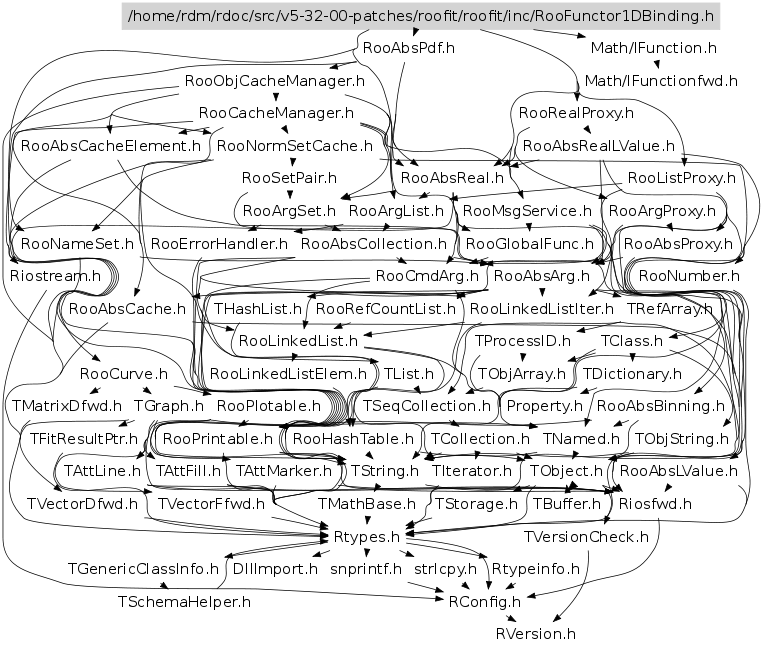 /home/rdm/rdoc/src/v5-32-00-patches/roofit/roofit/inc/RooFunctor1DBinding.h
RooAbsPdf.h Math/IFunction.h
RooObjCacheManager.h Math/IFunctionfwd.h
RooCacheManager.h RooRealProxy.h
RooAbsCacheElement.h RooNormSetCache.h RooAbsRealLValue.h
RooSetPair.h RooAbsReal.h RooListProxy.h
RooArgSet.h RooArgList.h RooMsgService.h RooArgProxy.h
RooNameSet.h RooErrorHandler.h RooAbsCollection.h RooGlobalFunc.h RooAbsProxy.h
Riostream.h RooCmdArg.h RooAbsArg.h RooNumber.h
RooAbsCache.h THashList.h RooRefCountList.h RooLinkedListIter.h TRefArray.h
RooLinkedList.h TProcessID.h TClass.h
RooCurve.h RooLinkedListElem.h TList.h TObjArray.h TDictionary.h
TMatrixDfwd.h TGraph.h RooPlotable.h TSeqCollection.h Property.h RooAbsBinning.h
TFitResultPtr.h RooPrintable.h RooHashTable.h TCollection.h TNamed.h TObjString.h
TAttLine.h TAttFill.h TAttMarker.h TString.h TIterator.h TObject.h RooAbsLValue.h
TVectorDfwd.h TVectorFfwd.h TMathBase.h TStorage.h TBuffer.h Riosfwd.h
Rtypes.h TVersionCheck.h
TGenericClassInfo.h DllImport.h snprintf.h strlcpy.h Rtypeinfo.h
TSchemaHelper.h RConfig.h
RVersion.h